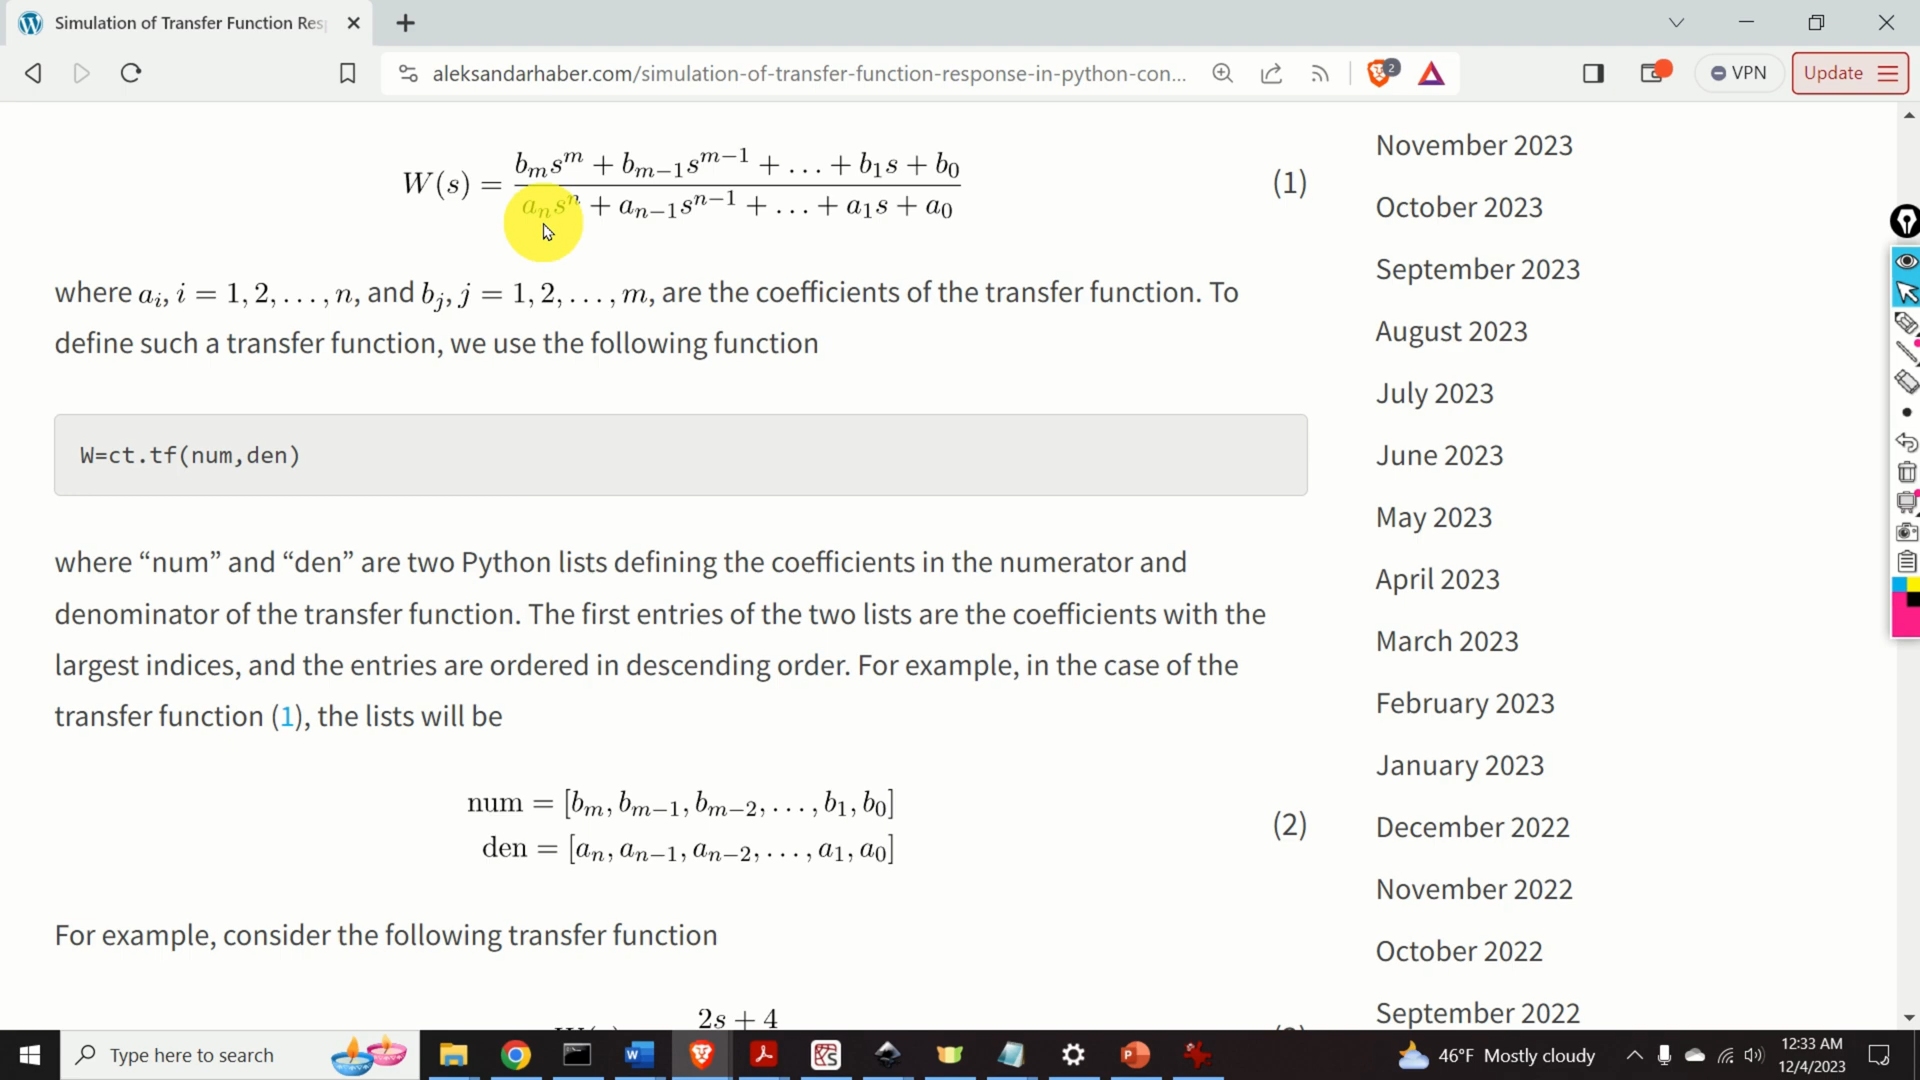 Simulation of Transfer Function Res
aleksandarhaber.com/simulation-of-transfer-function-response-in-python-con...
2
VPN
Update
W(s) = \frac{b_m s^m + b_{m-1} s^{m-1} + \ldots + b_1 s + b_0}{a_n s^n + a_{n-1} s^{n-1} + \ldots + a_1 s + a_0} (1)
where a_i, i = 1, 2, ..., n, and b_j, j = 1, 2, ..., m, are the coefficients of the transfer function. To
define such a transfer function, we use the following function
W=ct.tf(num,den)
where “num” and “den” are two Python lists defining the coefficients in the numerator and
denominator of the transfer function. The first entries of the two lists are the coefficients with the
largest indices, and the entries are ordered in descending order. For example, in the case of the
transfer function (1), the lists will be
num = [b_m, b_{m-1}, b_{m-2}, ..., b_1, b_0]
den = [a_n, a_{n-1}, a_{n-2}, ..., a_1, a_0]
(2)
For example, consider the following transfer function
2s + 4
November 2023
October 2023
September 2023
August 2023
July 2023
June 2023
May 2023
April 2023
March 2023
February 2023
January 2023
December 2022
November 2022
October 2022
September 2022
Type here to search
46°F Mostly cloudy
12:33 AM
12/4/2023